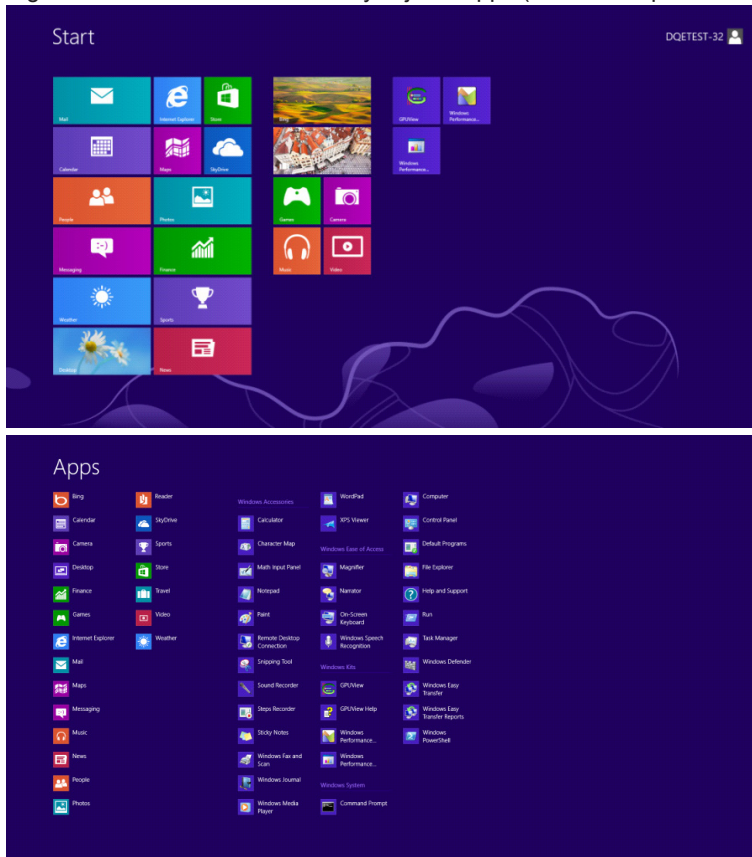 Start
DQETEST-32
Mail
Internet Explorer
Store
Bing
GPUView
Windows
Performance...
Calendar
Maps
SkyDrive
Windows
Performance...
People
Photos
Games
Camera
Messaging
Finance
Music
Video
Weather
Sports
Desktop
News
Apps
Bing
Calendar
Camera
Desktop
Finance
Games
Internet Explorer
Mail
Maps
Messaging
Music
News
People
Photos
Reader
SkyDrive
Sports
Store
Travel
Video
Weather
Windows Accessories
Calculator
Character Map
Math Input Panel
Notepad
Paint
Remote Desktop
Connection
Snipping Tool
Sound Recorder
Steps Recorder
Sticky Notes
Windows Fax and
Scan
Windows Journal
Windows Media
Player
WordPad
XPS Viewer
Windows Ease of Access
Magnifier
Narrator
On-Screen
Keyboard
Windows Speech
Recognition
Windows Kits
GPUView
GPUView Help
Windows
Performance...
Windows
Performance...
Windows System
Command Prompt
Computer
Control Panel
Default Programs
File Explorer
Help and Support
Run
Task Manager
Windows Defender
Windows Easy
Transfer
Windows Easy
Transfer Reports
Windows
PowerShell